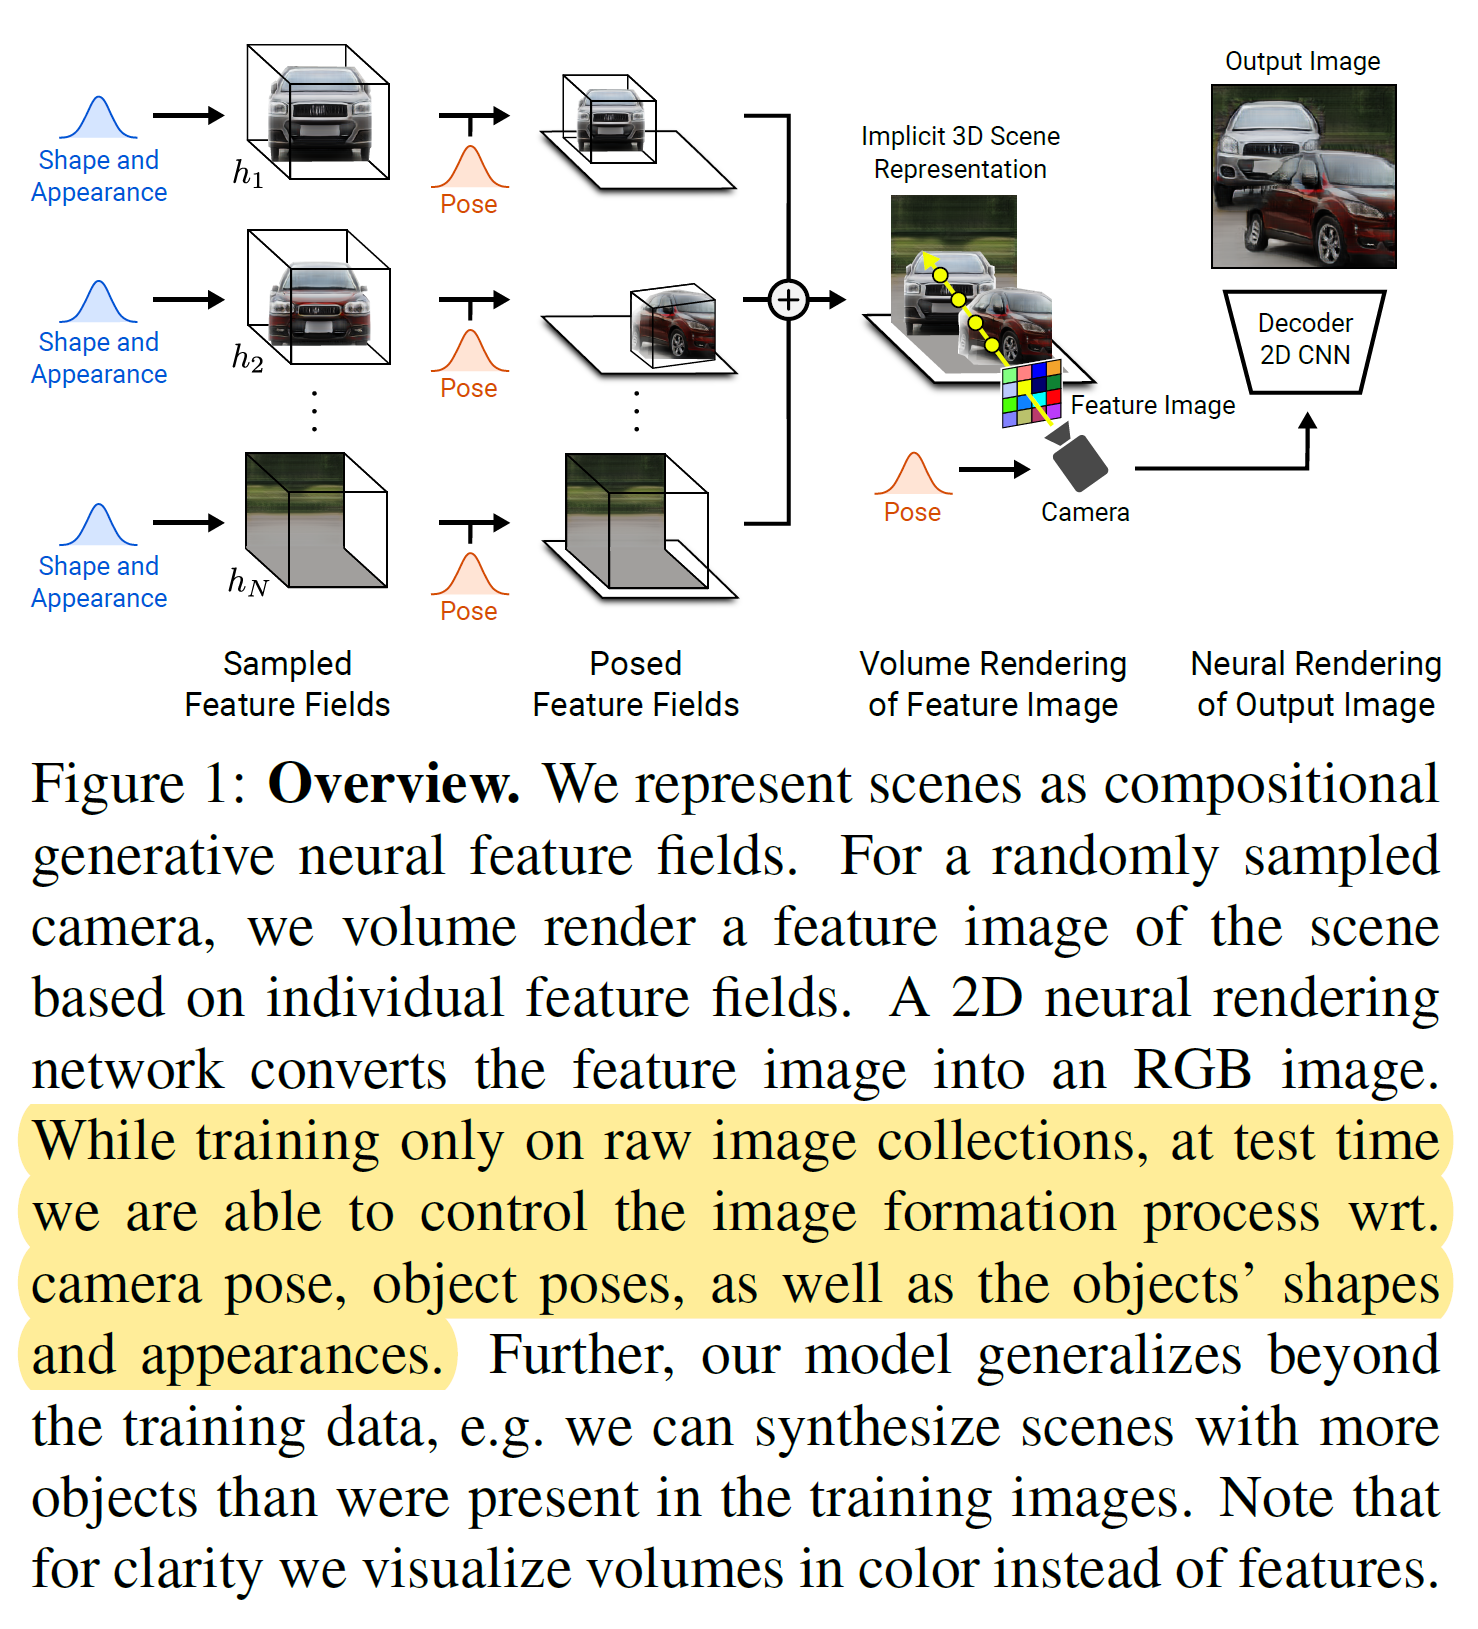 Output Image
Implicit 3D Scene
Representation
Shape and
Appearance
h1
Pose
Shape and
Appearance
h2
Pose
Decoder
2D CNN
Feature Image
Pose
Camera
Shape and
Appearance
hN
Pose
Sampled
Feature Fields
Posed
Feature Fields
Volume Rendering
of Feature Image
Neural Rendering
of Output Image
Figure 1: Overview. We represent scenes as compositional
generative neural feature fields. For a randomly sampled
camera, we volume render a feature image of the scene
based on individual feature fields. A 2D neural rendering
network converts the feature image into an RGB image.
While training only on raw image collections, at test time
we are able to control the image formation process wrt.
camera pose, object poses, as well as the objects’ shapes
and appearances. Further, our model generalizes beyond
the training data, e.g. we can synthesize scenes with more
objects than were present in the training images. Note that
for clarity we visualize volumes in color instead of features.